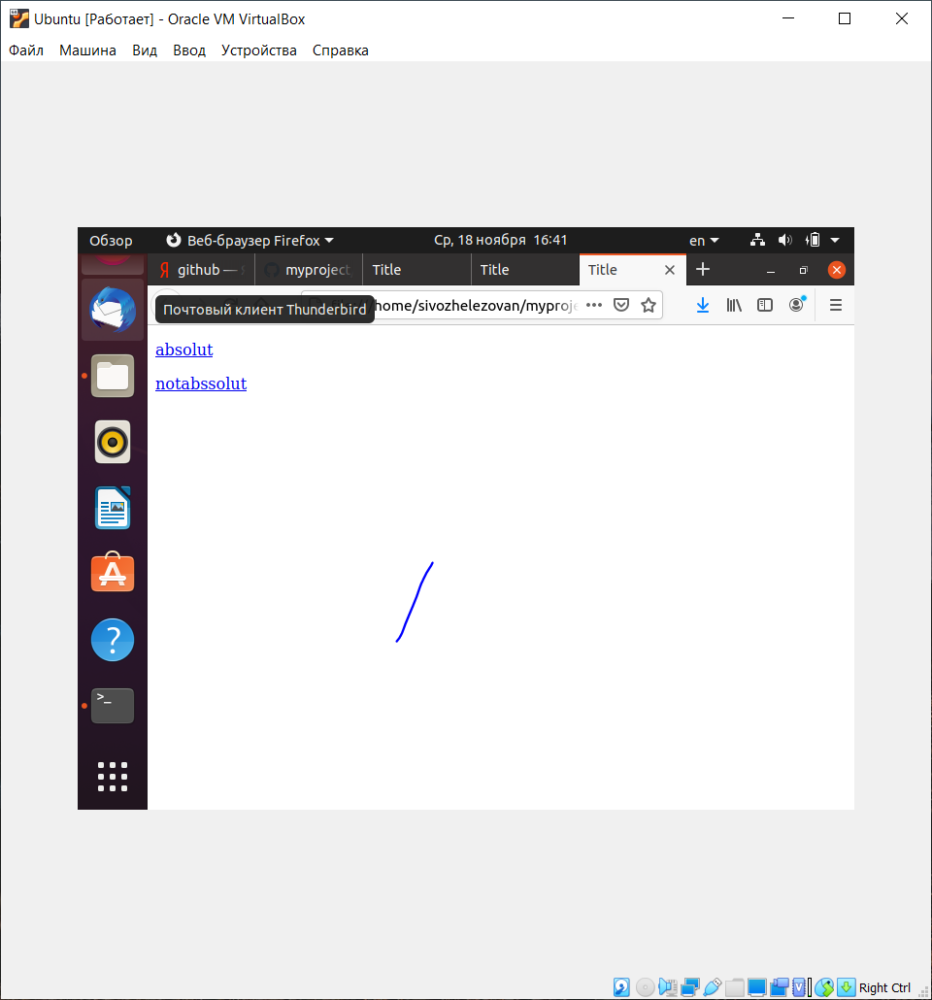 Ubuntu [Работает] - Oracle VM VirtualBox
Файл Машина Вид Ввод Устройства Справка
Обзор Веб-браузер Firefox Ср, 18 ноября 16:41 en
github — myproject Title Title Title
Почтовый клиент Thunderbird /home/sivozhelezovan/myproje
absolut
notabssolut
Right Ctrl